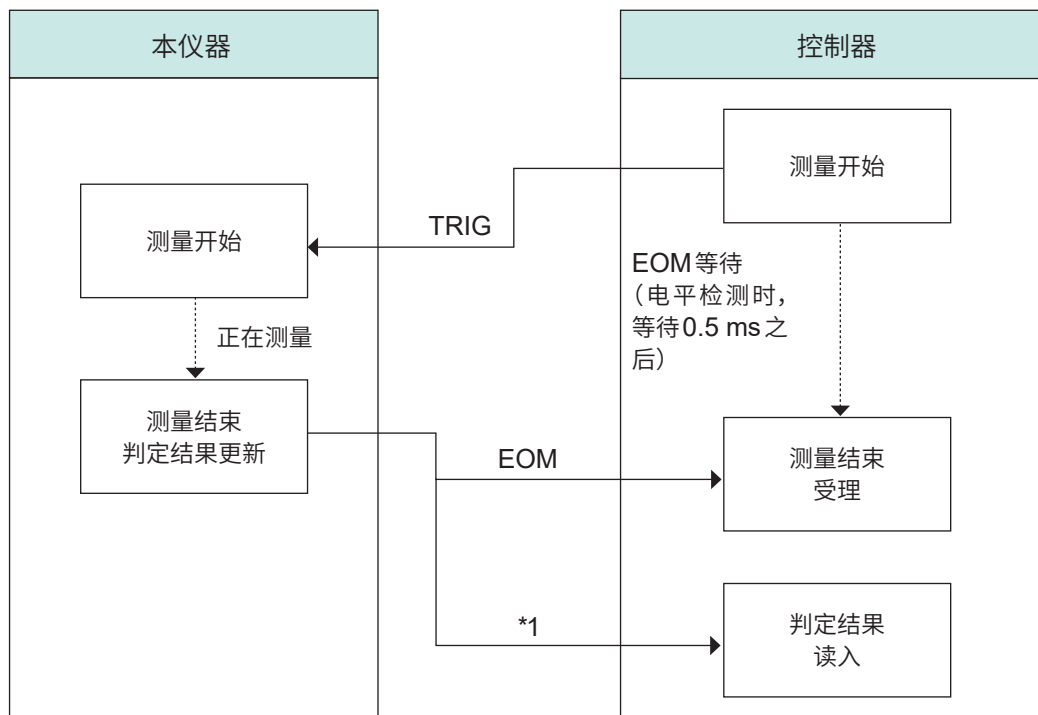 本仪器
控制器
测量开始
测量开始
TRIG
EOM等待
（电平检测时，
等待0.5 ms之
后）
正在测量
测量结束
判定结果更新
EOM
测量结束
受理
*1
判定结果
读入